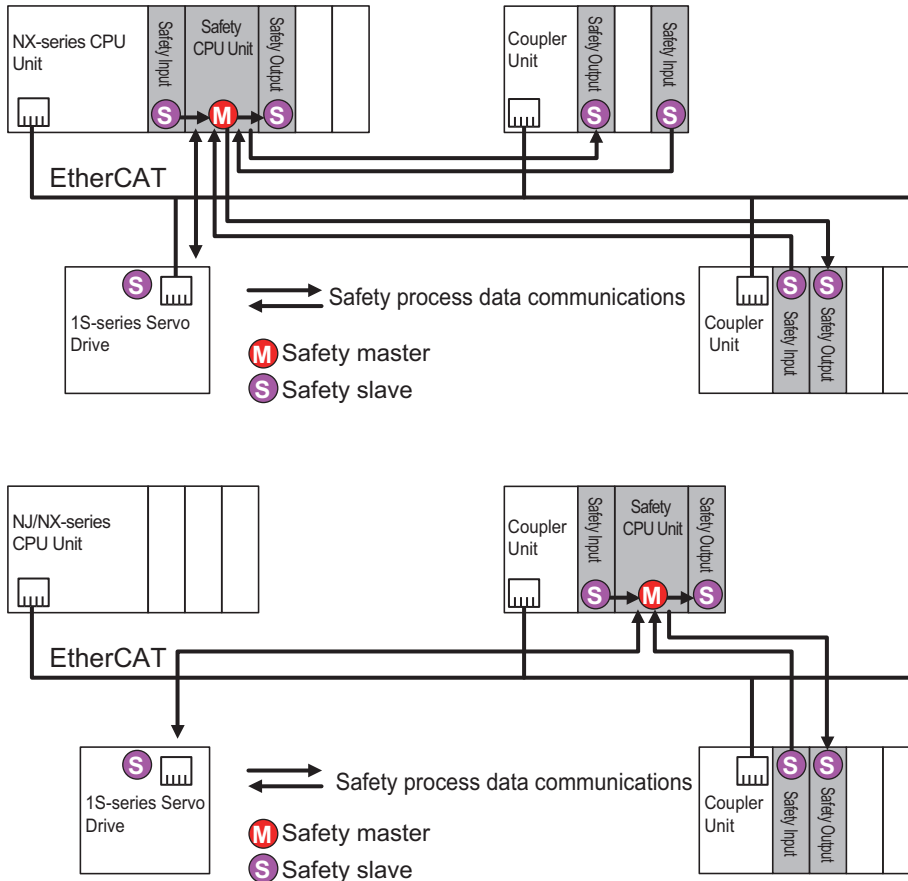 NX-series CPU
Unit
Safety Input
Safety
CPU Unit
Safety Output
S
M
S
Coupler
Unit
Safety Output
Safety Input
S
S
EtherCAT
S
1S-series Servo
Drive
Safety process data communications
M Safety master
S Safety slave
Coupler
Unit
S
S
Safety Input
Safety Output
NJ/NX-series
CPU Unit
Coupler
Unit
Safety Input
Safety
CPU Unit
Safety Output
S
M
S
EtherCAT
S
1S-series Servo
Drive
Safety process data communications
M Safety master
S Safety slave
Coupler
Unit
S
S
Safety Input
Safety Output